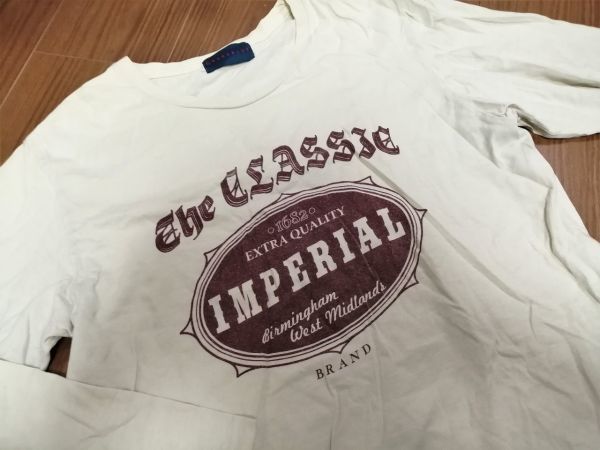 The CLASSIC
·1682·
EXTRA QUALITY
IMPERIAL
Birmingham
West Midlands
BRAND